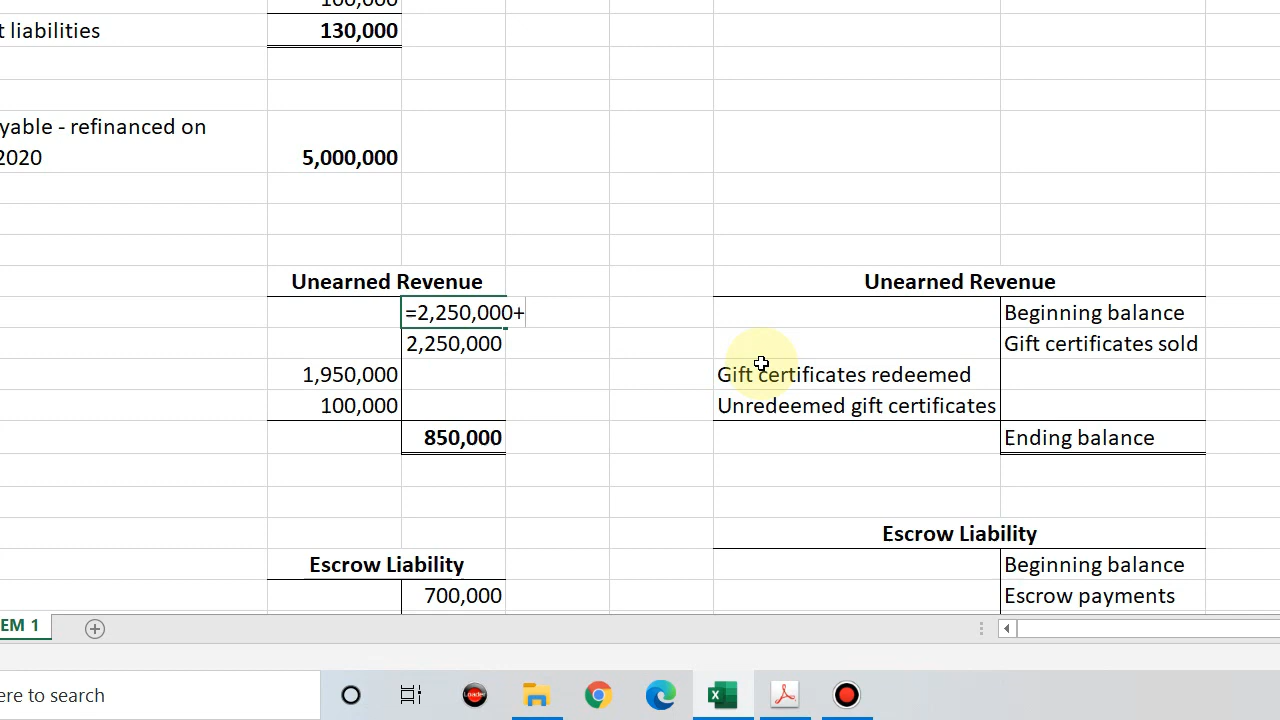 t liabilities 130,000
yable - refinanced on
2020 5,000,000
Unearned Revenue Unearned Revenue
=2,250,000+ Beginning balance
2,250,000 Gift certificates sold
1,950,000 Gift certificates redeemed
100,000 Unredeemed gift certificates
850,000 Ending balance
Escrow Liability
Escrow Liability Beginning balance
700,000 Escrow payments
EM 1
ere to search
Loader